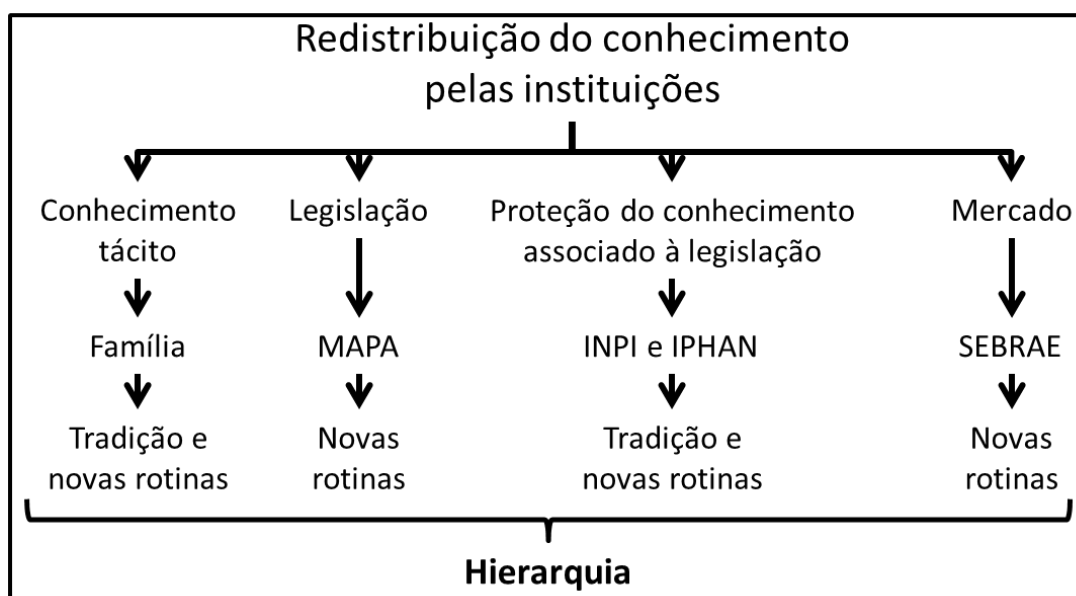 Redistribuição do conhecimento
pelas instituições
Conhecimento
tácito
Legislação
Proteção do conhecimento
associado à legislação
Mercado
Família
MAPA
INPI e IPHAN
SEBRAE
Tradição e
novas rotinas
Novas
rotinas
Tradição e
novas rotinas
Novas
rotinas
Hierarquia